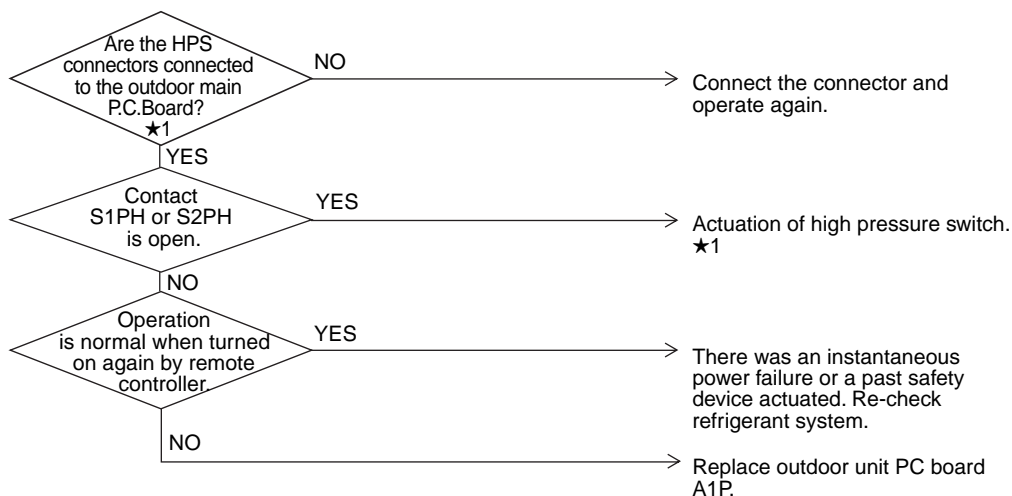 Are the HPS
connectors connected
to the outdoor main
P.C.Board?
★1
NO
Connect the connector and
operate again.
YES
Contact
S1PH or S2PH
is open.
YES
Actuation of high pressure switch.
★1
NO
Operation
is normal when turned
on again by remote
controller.
YES
There was an instantaneous
power failure or a past safety
device actuated. Re-check
refrigerant system.
NO
Replace outdoor unit PC board
A1P.